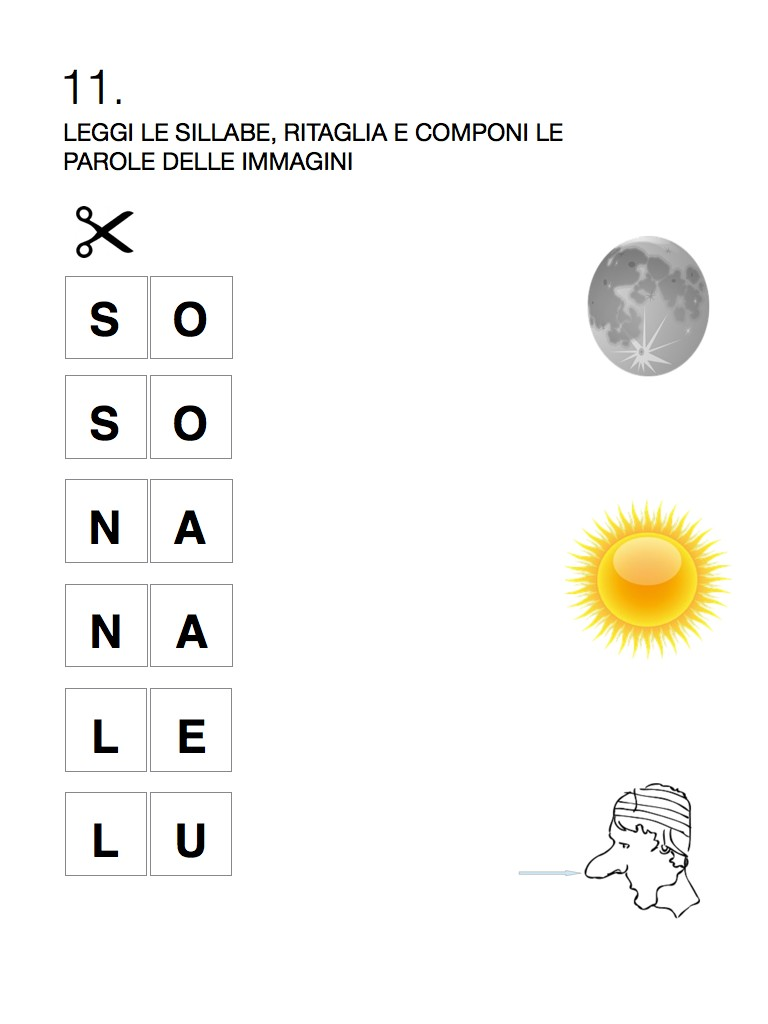 11.
LEGGI LE SILLABE, RITAGLIA E COMPONI LE
PAROLE DELLE IMMAGINI
S O
S O
N A
N A
L E
L U